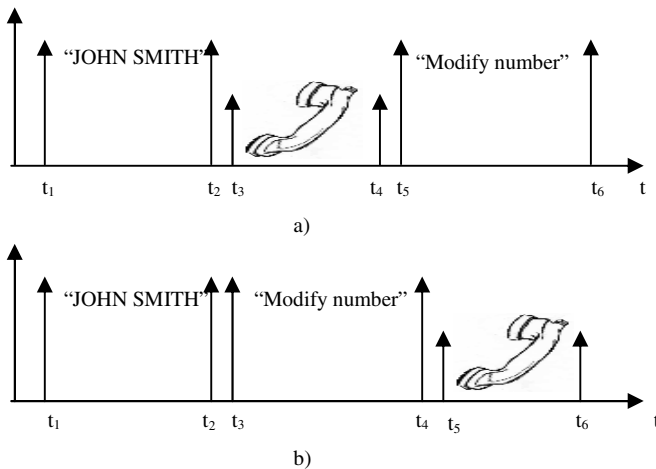 “JOHN SMITH” “Modify number”
t1 t2 t3 t4 t5 t6 t
a)
“JOHN SMITH” “Modify number”
t1 t2 t3 t4 t5 t6 t
b)